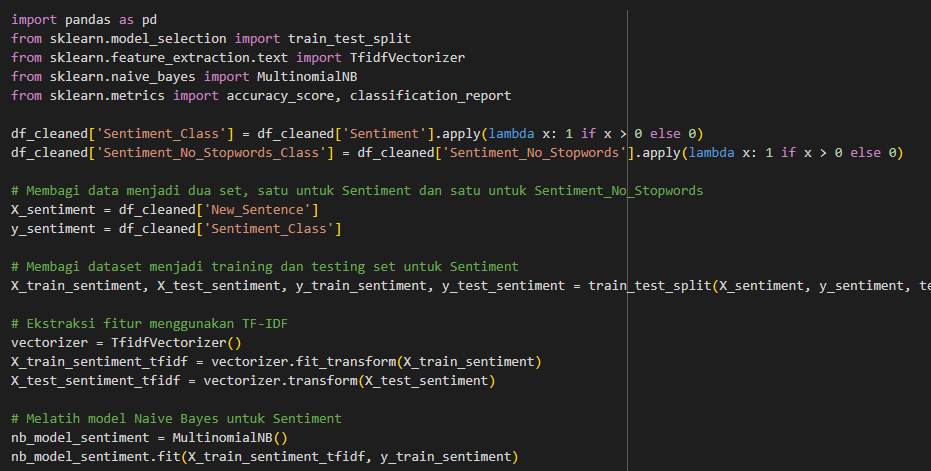 import pandas as pd
from sklearn.model_selection import train_test_split
from sklearn.feature_extraction.text import TfidfVectorizer
from sklearn.naive_bayes import MultinomialNB
from sklearn.metrics import accuracy_score, classification_report
df_cleaned['Sentiment_Class'] = df_cleaned['Sentiment'].apply(lambda x: 1 if x > 0 else 0)
df_cleaned['Sentiment_No_Stopwords_Class'] = df_cleaned['Sentiment_No_Stopwords'].apply(lambda x: 1 if x > 0 else 0)
# Membagi data menjadi dua set, satu untuk Sentiment dan satu untuk Sentiment_No_Stopwords
X_sentiment = df_cleaned['New_Sentence']
y_sentiment = df_cleaned['Sentiment_Class']
# Membagi dataset menjadi training dan testing set untuk Sentiment
X_train_sentiment, X_test_sentiment, y_train_sentiment, y_test_sentiment = train_test_split(X_sentiment, y_sentiment, te
# Ekstraksi fitur menggunakan TF-IDF
vectorizer = TfidfVectorizer()
X_train_sentiment_tfidf = vectorizer.fit_transform(X_train_sentiment)
X_test_sentiment_tfidf = vectorizer.transform(X_test_sentiment)
# Melatih model Naive Bayes untuk Sentiment
nb_model_sentiment = MultinomialNB()
nb_model_sentiment.fit(X_train_sentiment_tfidf, y_train_sentiment)